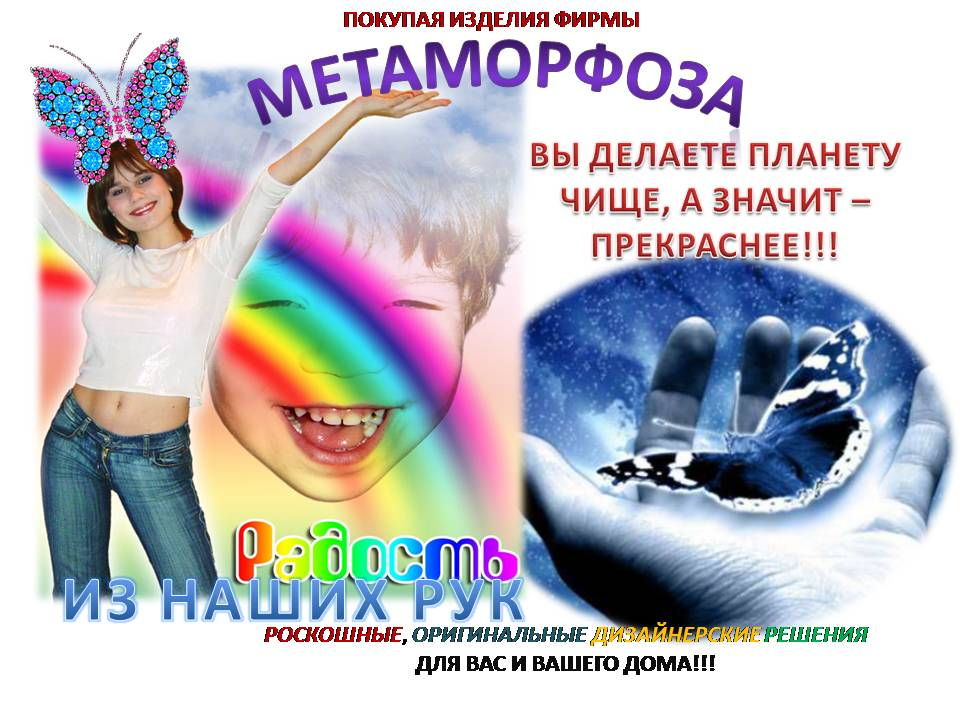 ПОКУПАЯ ИЗДЕЛИЯ ФИРМЫ
МЕТАМОРФОЗА
ВЫ ДЕЛАЕТЕ ПЛАНЕТУ
ЧИЩЕ, А ЗНАЧИТ –
ПРЕКРАСНЕЕ!!!
Радость
ИЗ НАШИХ РУК
РОСКОШНЫЕ, ОРИГИНАЛЬНЫЕ ДИЗАЙНЕРСКИЕ РЕШЕНИЯ
ДЛЯ ВАС И ВАШЕГО ДОМА!!!